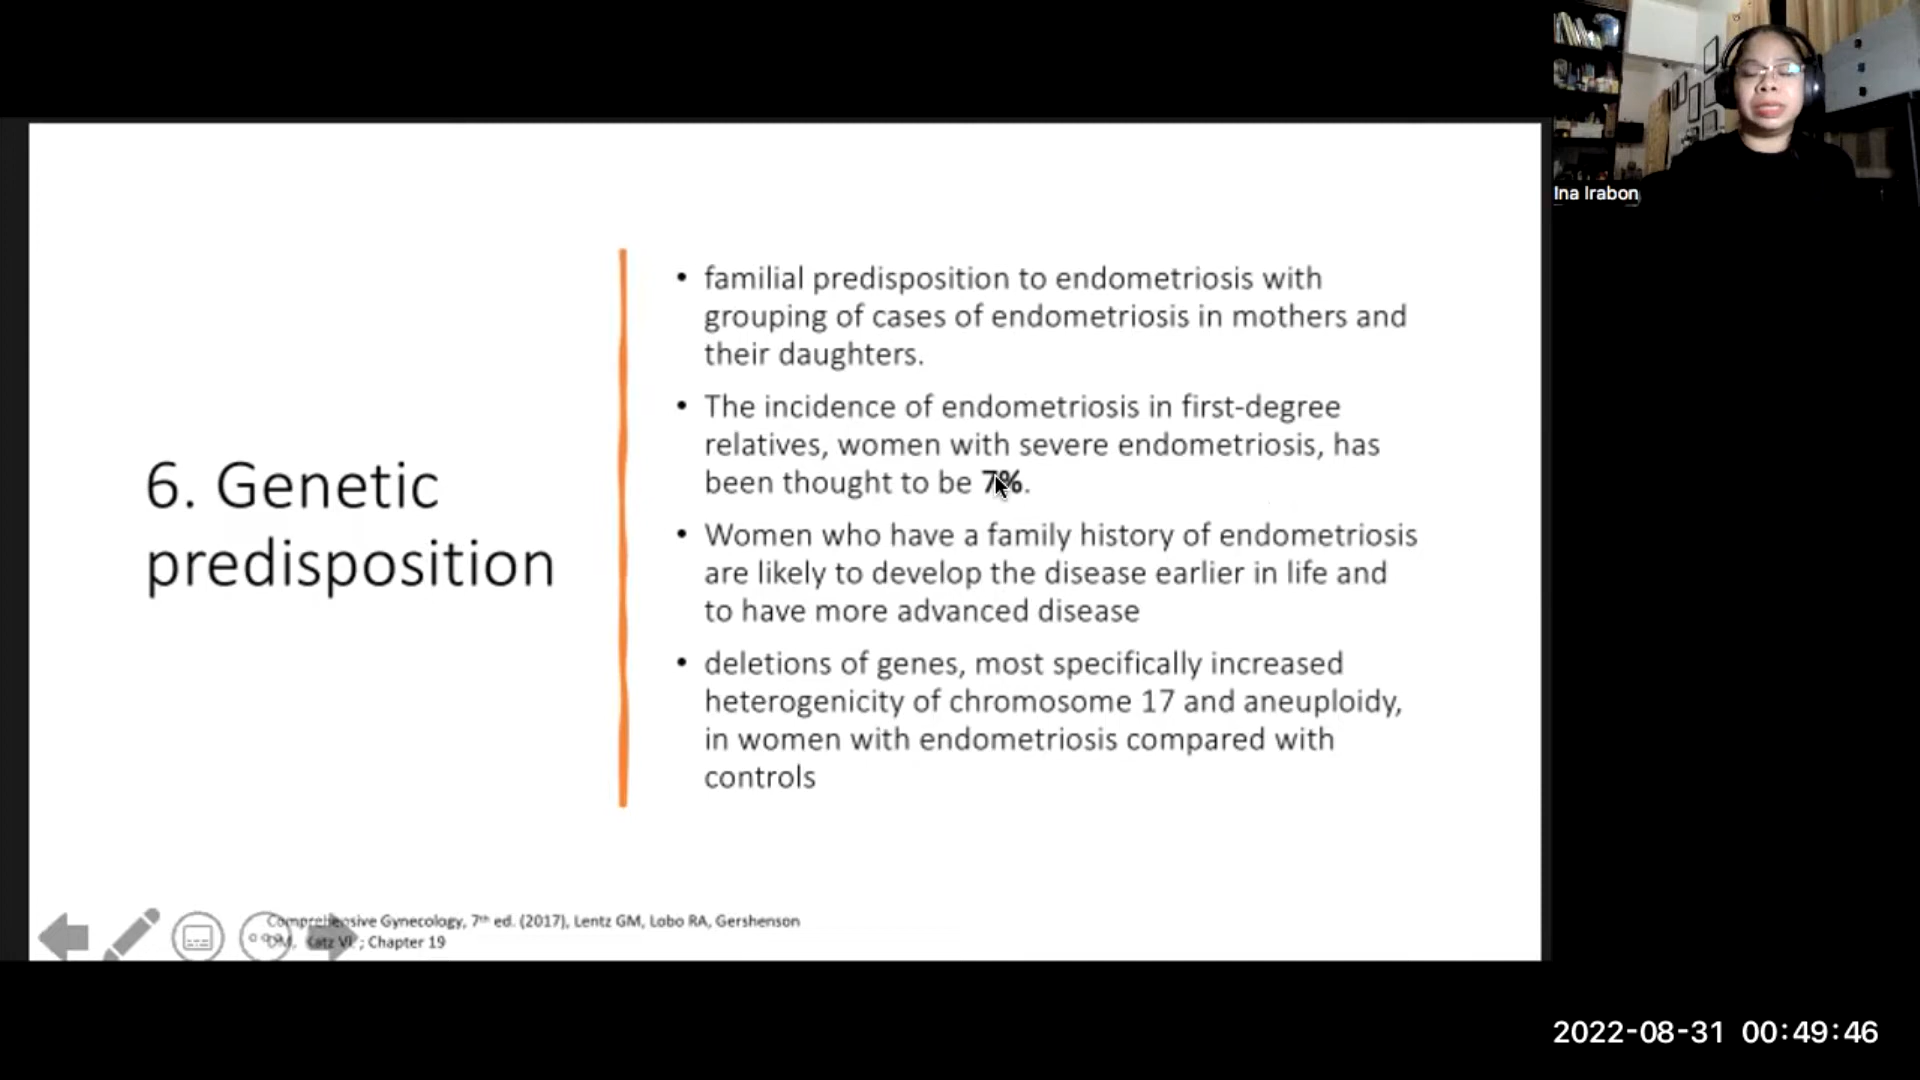 Ina Irabon
6. Genetic
predisposition
• familial predisposition to endometriosis with
grouping of cases of endometriosis in mothers and
their daughters.
• The incidence of endometriosis in first-degree
relatives, women with severe endometriosis, has
been thought to be 7%.
• Women who have a family history of endometriosis
are likely to develop the disease earlier in life and
to have more advanced disease
• deletions of genes, most specifically increased
heterogenicity of chromosome 17 and aneuploidy,
in women with endometriosis compared with
controls
Comprehensive Gynecology, 7th ed. (2017), Lentz GM, Lobo RA, Gershenson
DM, Katz VL ; Chapter 19
2022-08-31 00:49:46